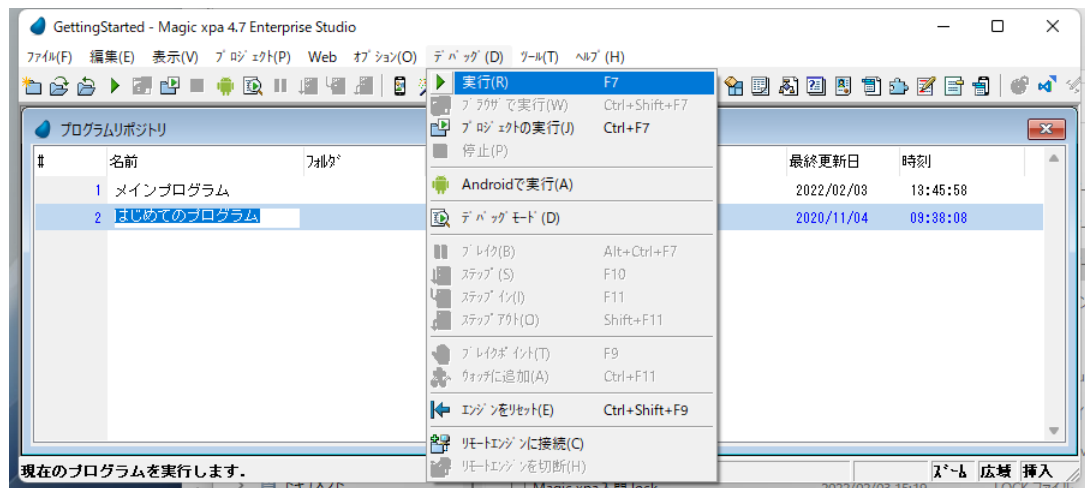 GettingStarted - Magic xpa 4.7 Enterprise Studio
ﾌｧｲﾙ(F) 編集(E) 表示(V) ﾌﾟﾛｼﾞｪｸﾄ(P) Web ｵﾌﾟｼｮﾝ(O) ﾃﾞﾊﾞｯｸﾞ(D) ﾂｰﾙ(T) ﾍﾙﾌﾟ(H)
実行(R) F7
ﾌﾞﾗｳｻﾞで実行(W) Ctrl+Shift+F7
ﾌﾟﾛｼﾞｪｸﾄの実行(J) Ctrl+F7
停止(P)
Androidで実行(A)
ﾃﾞﾊﾞｯｸﾞﾓｰﾄﾞ(D)
ﾌﾞﾚｲｸ(B) Alt+Ctrl+F7
ｽﾃｯﾌﾟ(S) F10
ｽﾃｯﾌﾟｲﾝ(I) F11
ｽﾃｯﾌﾟｱｳﾄ(O) Shift+F11
ﾌﾞﾚｲｸﾎﾟｲﾝﾄ(T) F9
ｳｫｯﾁに追加(A) Ctrl+F11
ｴﾝｼﾞﾝをﾘｾｯﾄ(E) Ctrl+Shift+F9
ﾘﾓｰﾄｴﾝｼﾞﾝに接続(C)
ﾘﾓｰﾄｴﾝｼﾞﾝを切断(H)
プログラムリポジトリ
# 名前 ﾌｫﾙﾀﾞ 最終更新日 時刻
1 メインプログラム 2022/02/03 13:45:58
2 はじめてのプログラム 2020/11/04 09:38:08
現在のプログラムを実行します. ｽﾞｰﾑ 広域 挿入